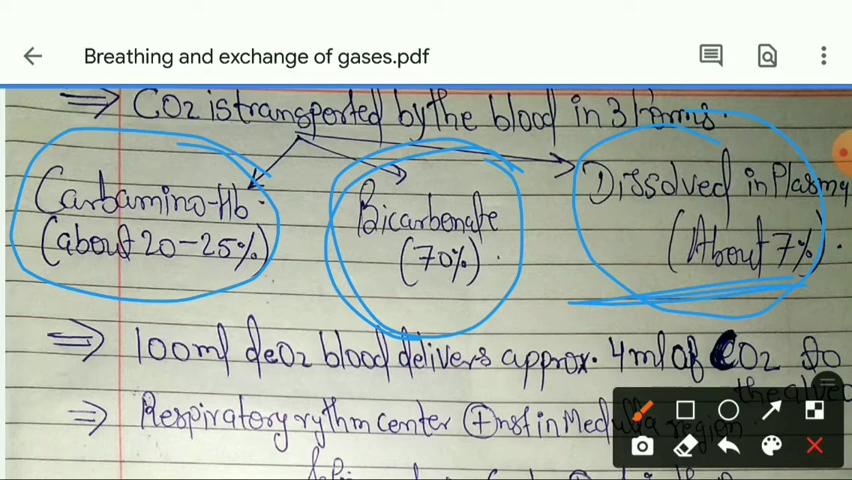 Breathing and exchange of gases.pdf
⇒ CO2 is transported by the blood in 3 forms.
Carbamino-Hb. Bicarbonate Dissolved in Plasma
(about 20-25%) (70%). (About 7%).
⇒ 100ml deO2 blood delivers approx. 4ml of CO2 to
the
⇒ Respiratory rythm center in Medulla region